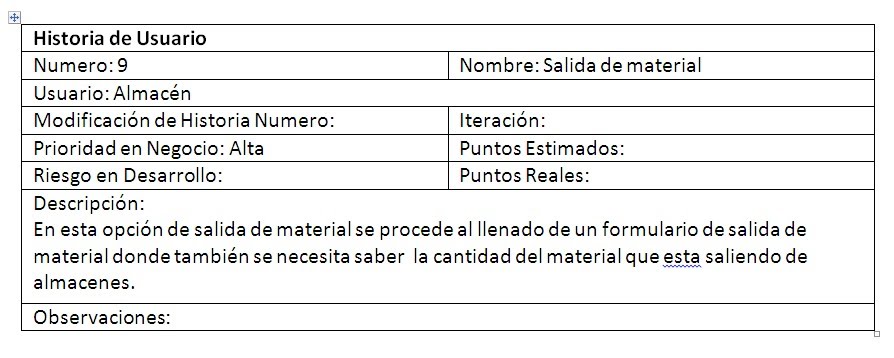 Historia de Usuario
Numero: 9
Nombre: Salida de material
Usuario: Almacén
Modificación de Historia Numero:
Iteración:
Prioridad en Negocio: Alta
Puntos Estimados:
Riesgo en Desarrollo:
Puntos Reales:
Descripción:
En esta opción de salida de material se procede al llenado de un formulario de salida de
material donde también se necesita saber la cantidad del material que esta saliendo de
almacenes.
Observaciones: